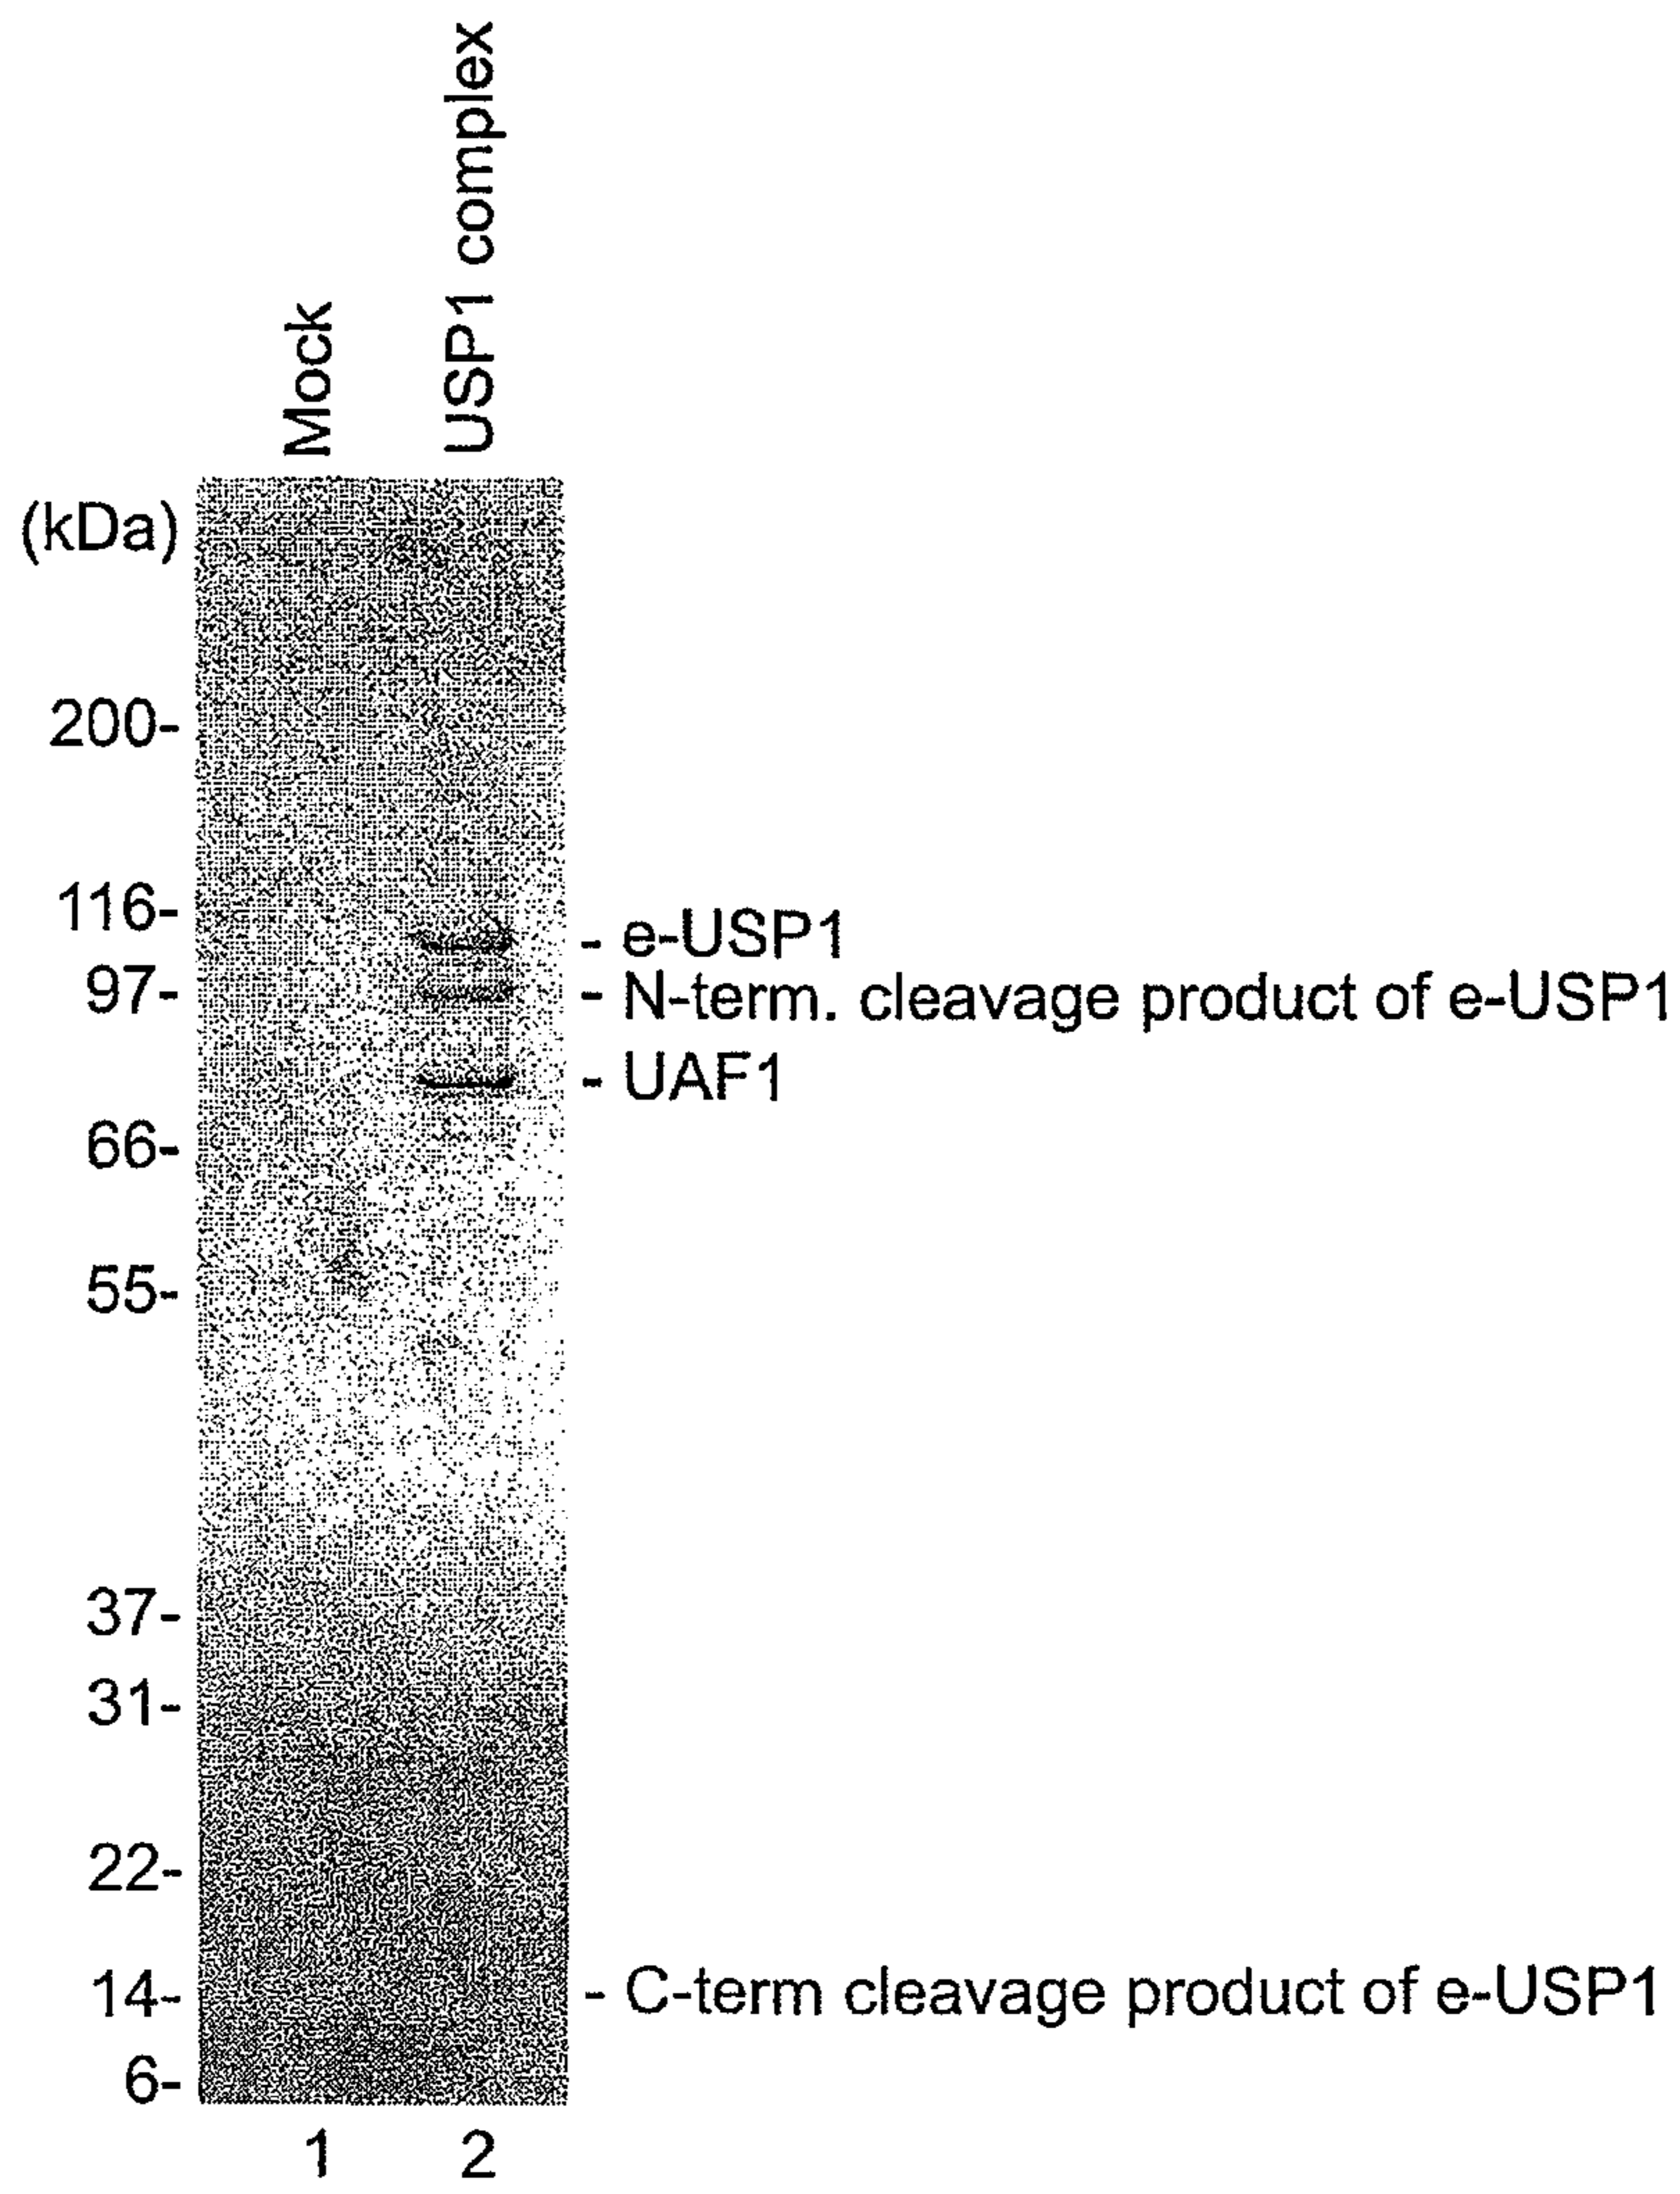 Mock
USP1 complex
(kDa)
200-
116-
- e-USP1
97-
- N-term. cleavage product of e-USP1
- UAF1
66-
55-
37-
31-
22-
14-
- C-term cleavage product of e-USP1
6-
1 2